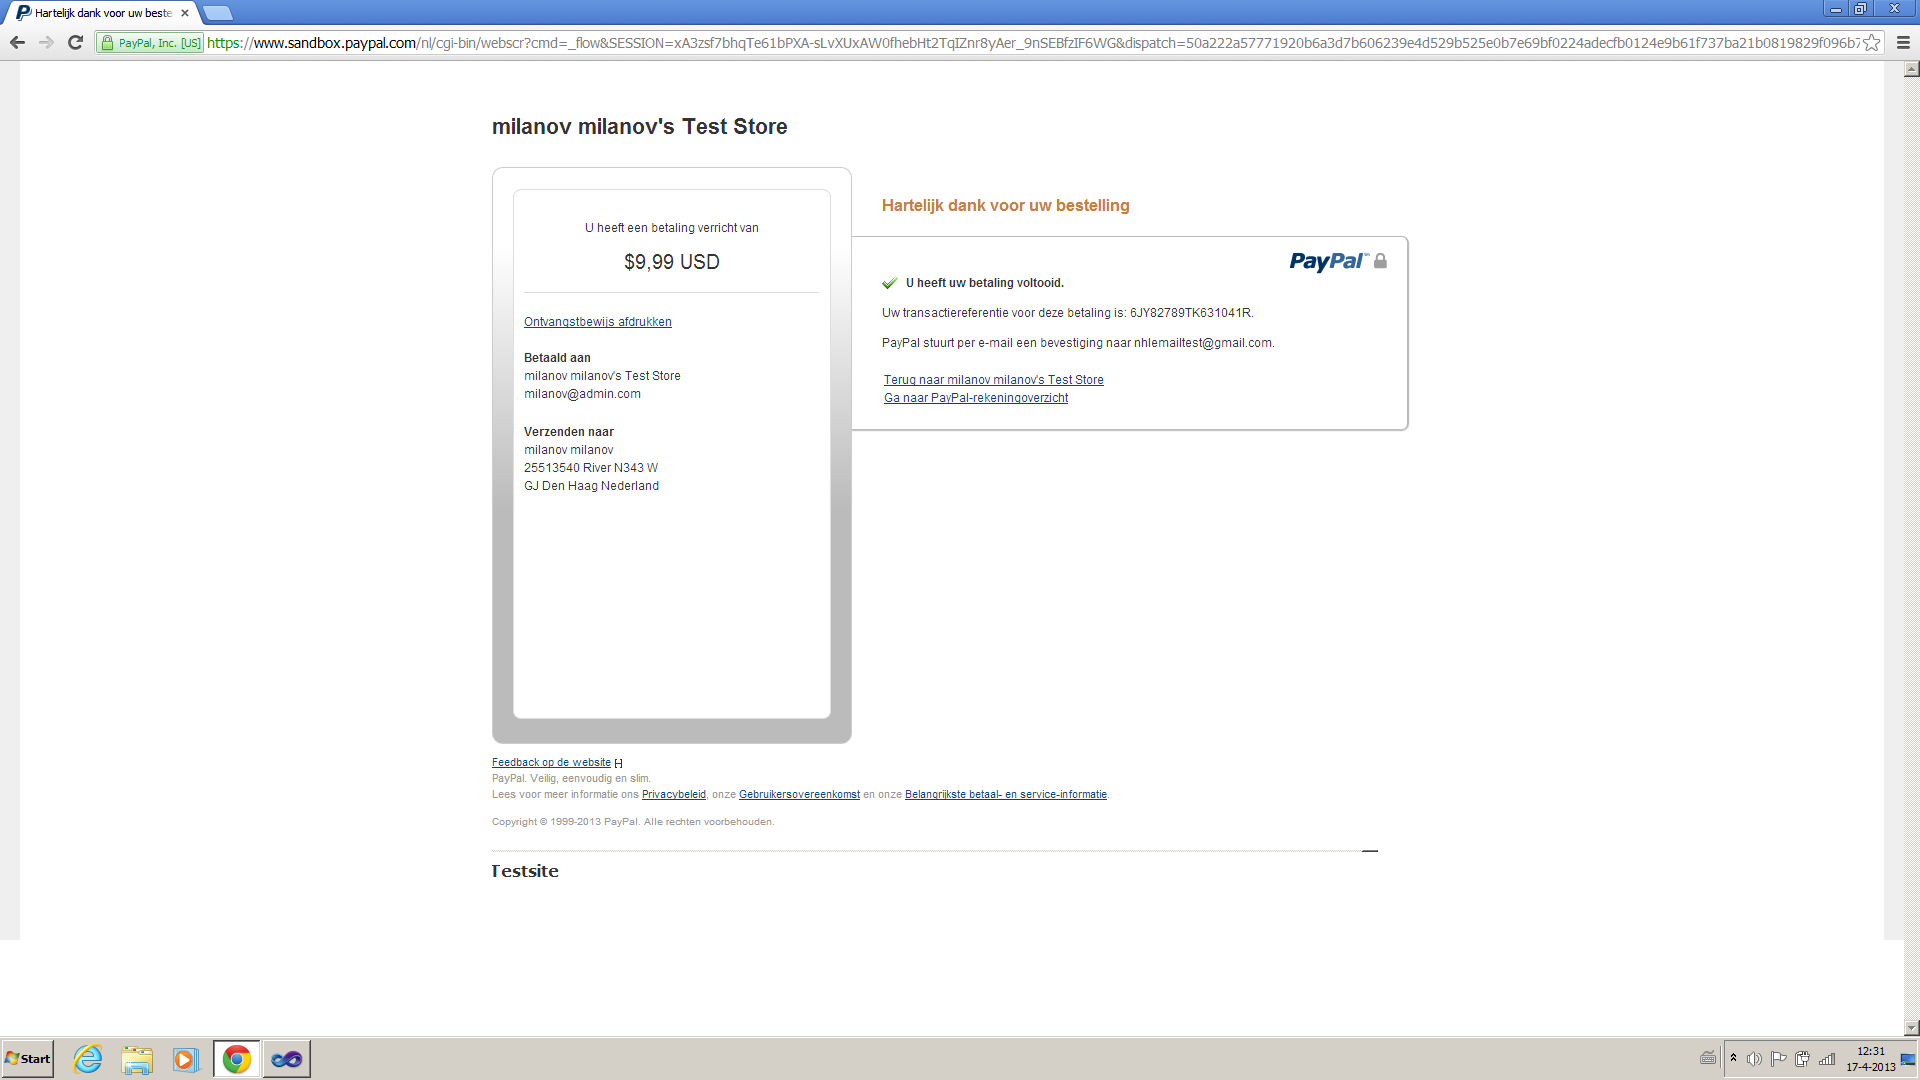 Hartelijk dank voor uw beste
PayPal, Inc. [US]
https://www.sandbox.paypal.com/nl/cgi-bin/webscr?cmd=_flow&SESSION=xA3zsf7bhqTe61bPXA-sLvXUxAW0fhebHt2TqIZnr8yAer_9nSEBfzIF6WG&dispatch=50a222a57771920b6a3d7b606239e4d529b525e0b7e69bf0224adecfb0124e9b61f737ba21b0819829f096b7
milanov milanov's Test Store
U heeft een betaling verricht van
$9,99 USD
Ontvangstbewijs afdrukken
Betaald aan
milanov milanov's Test Store
milanov@admin.com
Verzenden naar
milanov milanov
25513540 River N343 W
GJ Den Haag Nederland
Hartelijk dank voor uw bestelling
PayPal
U heeft uw betaling voltooid.
Uw transactiereferentie voor deze betaling is: 6JY82789TK631041R.
PayPal stuurt per e-mail een bevestiging naar nhlemailtest@gmail.com.
Terug naar milanov milanov's Test Store
Ga naar PayPal-rekeningoverzicht
Feedback op de website [-]
PayPal. Veilig, eenvoudig en slim.
Lees voor meer informatie ons Privacybeleid, onze Gebruikersovereenkomst en onze Belangrijkste betaal- en service-informatie.
Copyright © 1999-2013 PayPal. Alle rechten voorbehouden.
Testsite
Start
12:31
17-4-2013